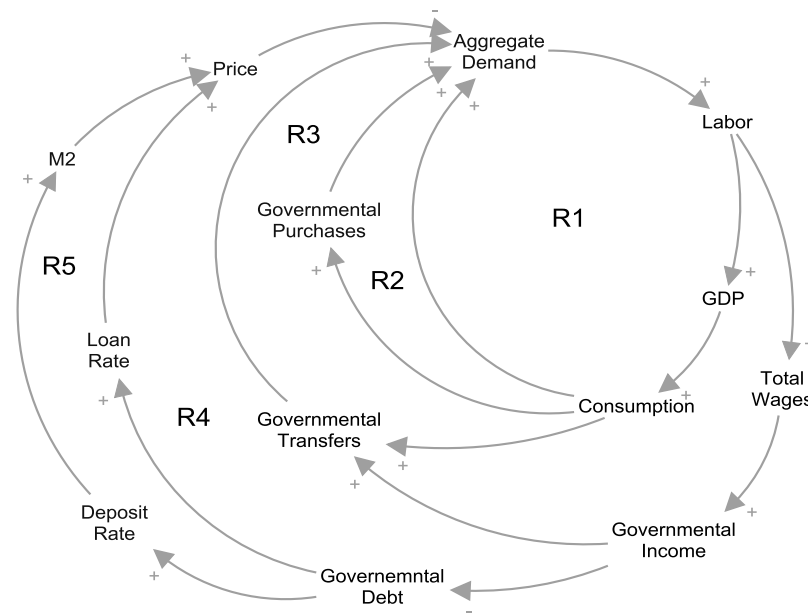 -
Aggregate
Demand
+
Price
+
+
+
+
+
+
Labor
M2
+
R3
Governmental
Purchases
R1
R5
+
R2
+
GDP
Loan
Rate
+
+
Total
Wages
Consumption
R4
Governmental
Transfers
+
+
Deposit
Rate
+
Governmental
Income
+
Governemntal
Debt
-